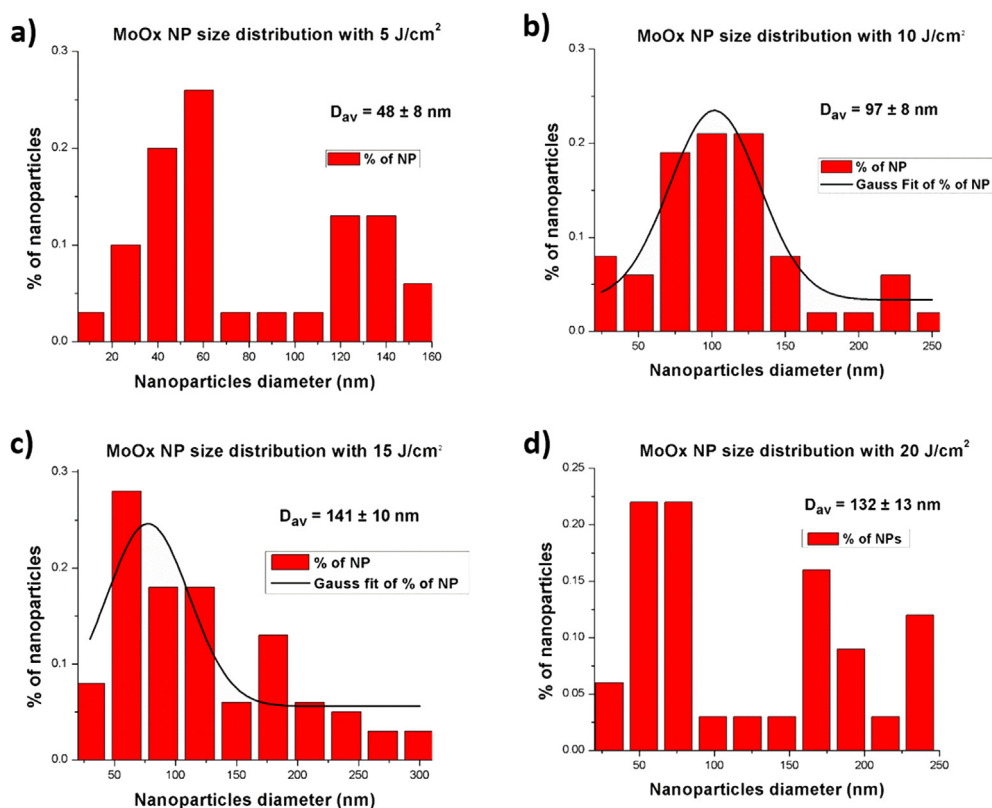 a)
MoOx NP size distribution with 5 J/cm²
D_av = 48 ± 8 nm
% of NP
% of nanoparticles
0.3
0.2
0.1
0.0
20 40 60 80 100 120 140 160
Nanoparticles diameter (nm)
b)
MoOx NP size distribution with 10 J/cm²
D_av = 97 ± 8 nm
% of NP
Gauss Fit of % of NP
% of nanoparticles
0.3
0.2
0.1
0.0
50 100 150 200 250
Nanoparticles diameter (nm)
c)
MoOx NP size distribution with 15 J/cm²
D_av = 141 ± 10 nm
% of NP
Gauss fit of % of NP
% of nanoparticles
0.3
0.2
0.1
0.0
50 100 150 200 250 300
Nanoparticles diameter (nm)
d)
MoOx NP size distribution with 20 J/cm²
D_av = 132 ± 13 nm
% of NPs
% of nanoparticles
0.25
0.20
0.15
0.10
0.05
0.00
50 100 150 200 250
Nanoparticles diameter (nm)